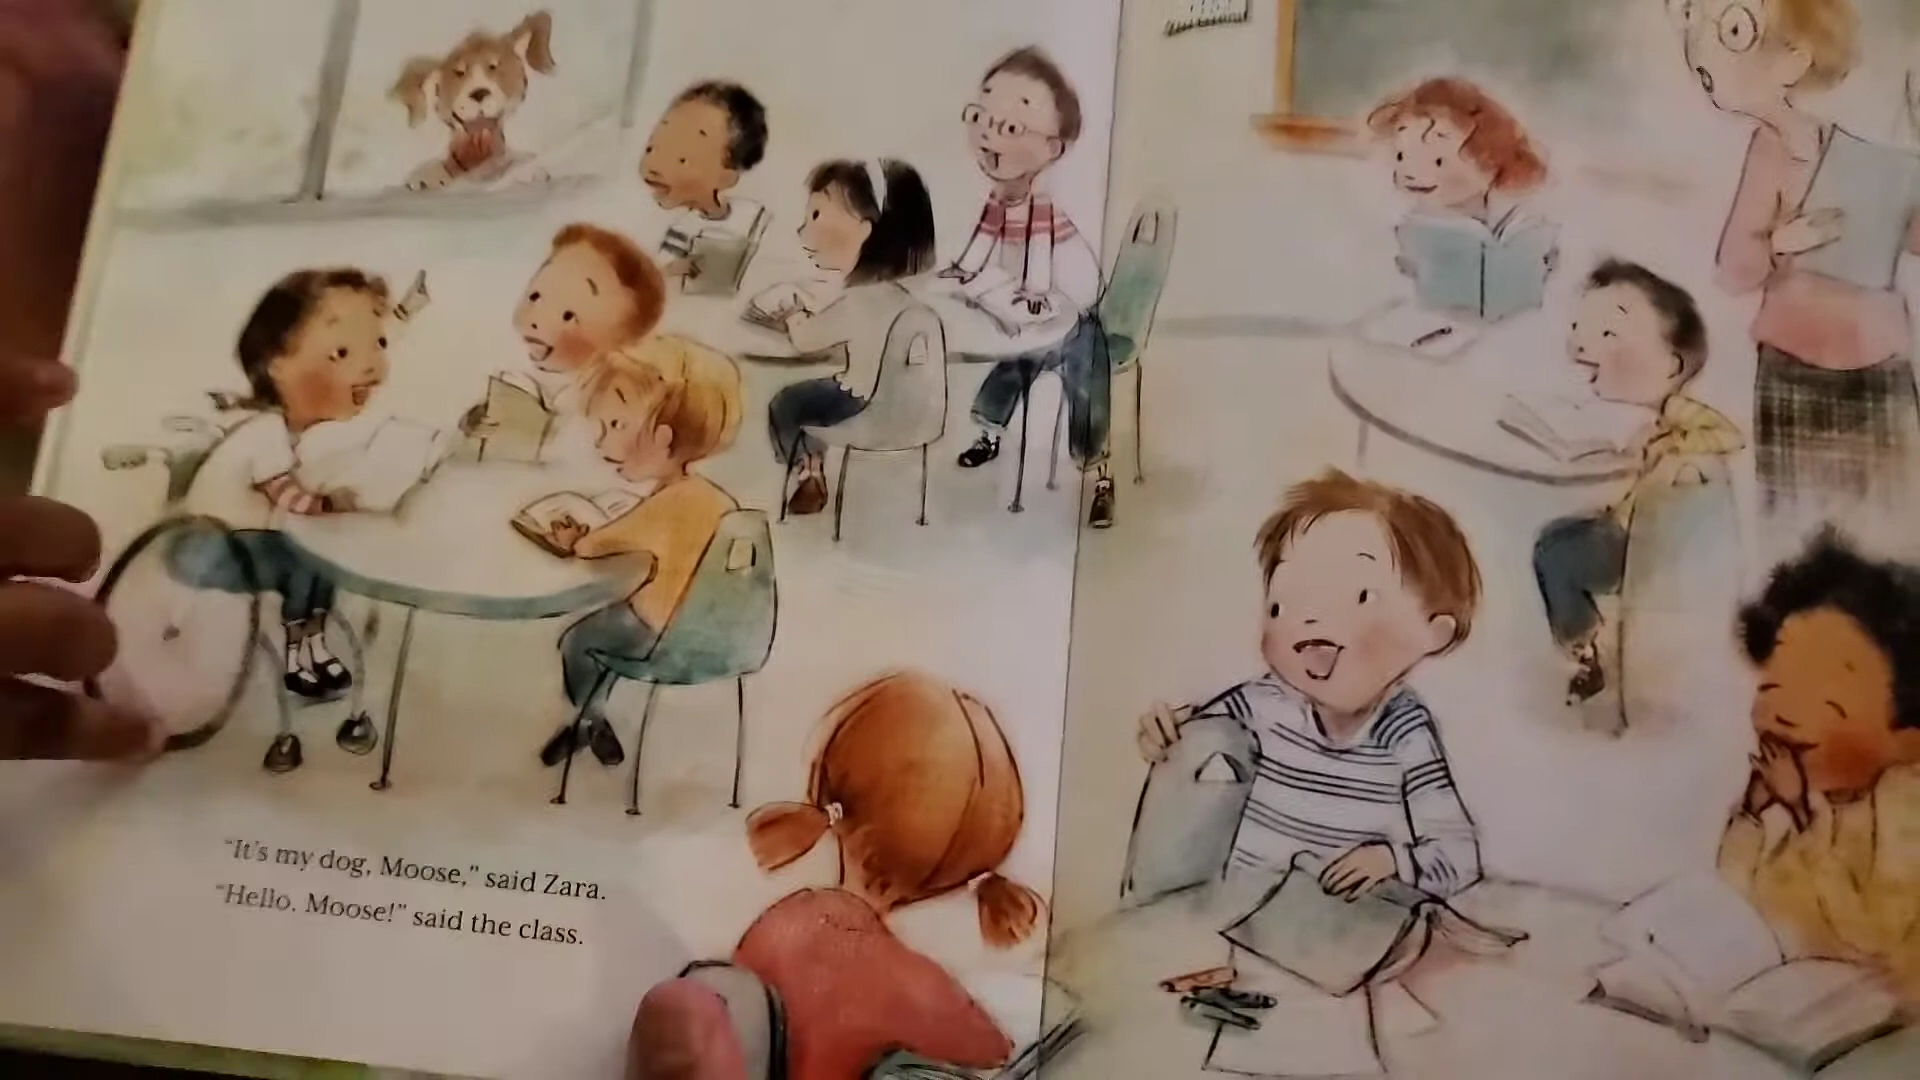 “It’s my dog, Moose,” said Zara.
“Hello, Moose!” said the class.